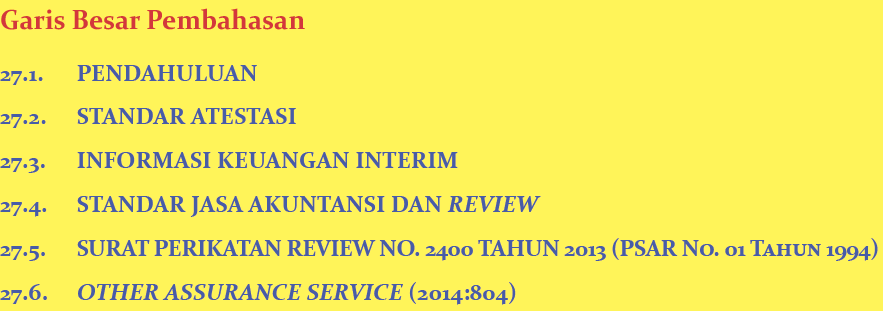 Garis Besar Pembahasan
27.1. PENDAHULUAN
27.2. STANDAR ATESTASI
27.3. INFORMASI KEUANGAN INTERIM
27.4. STANDAR JASA AKUNTANSI DAN REVIEW
27.5. SURAT PERIKATAN REVIEW NO. 2400 TAHUN 2013 (PSAR No. 01 Tahun 1994)
27.6. OTHER ASSURANCE SERVICE (2014:804)